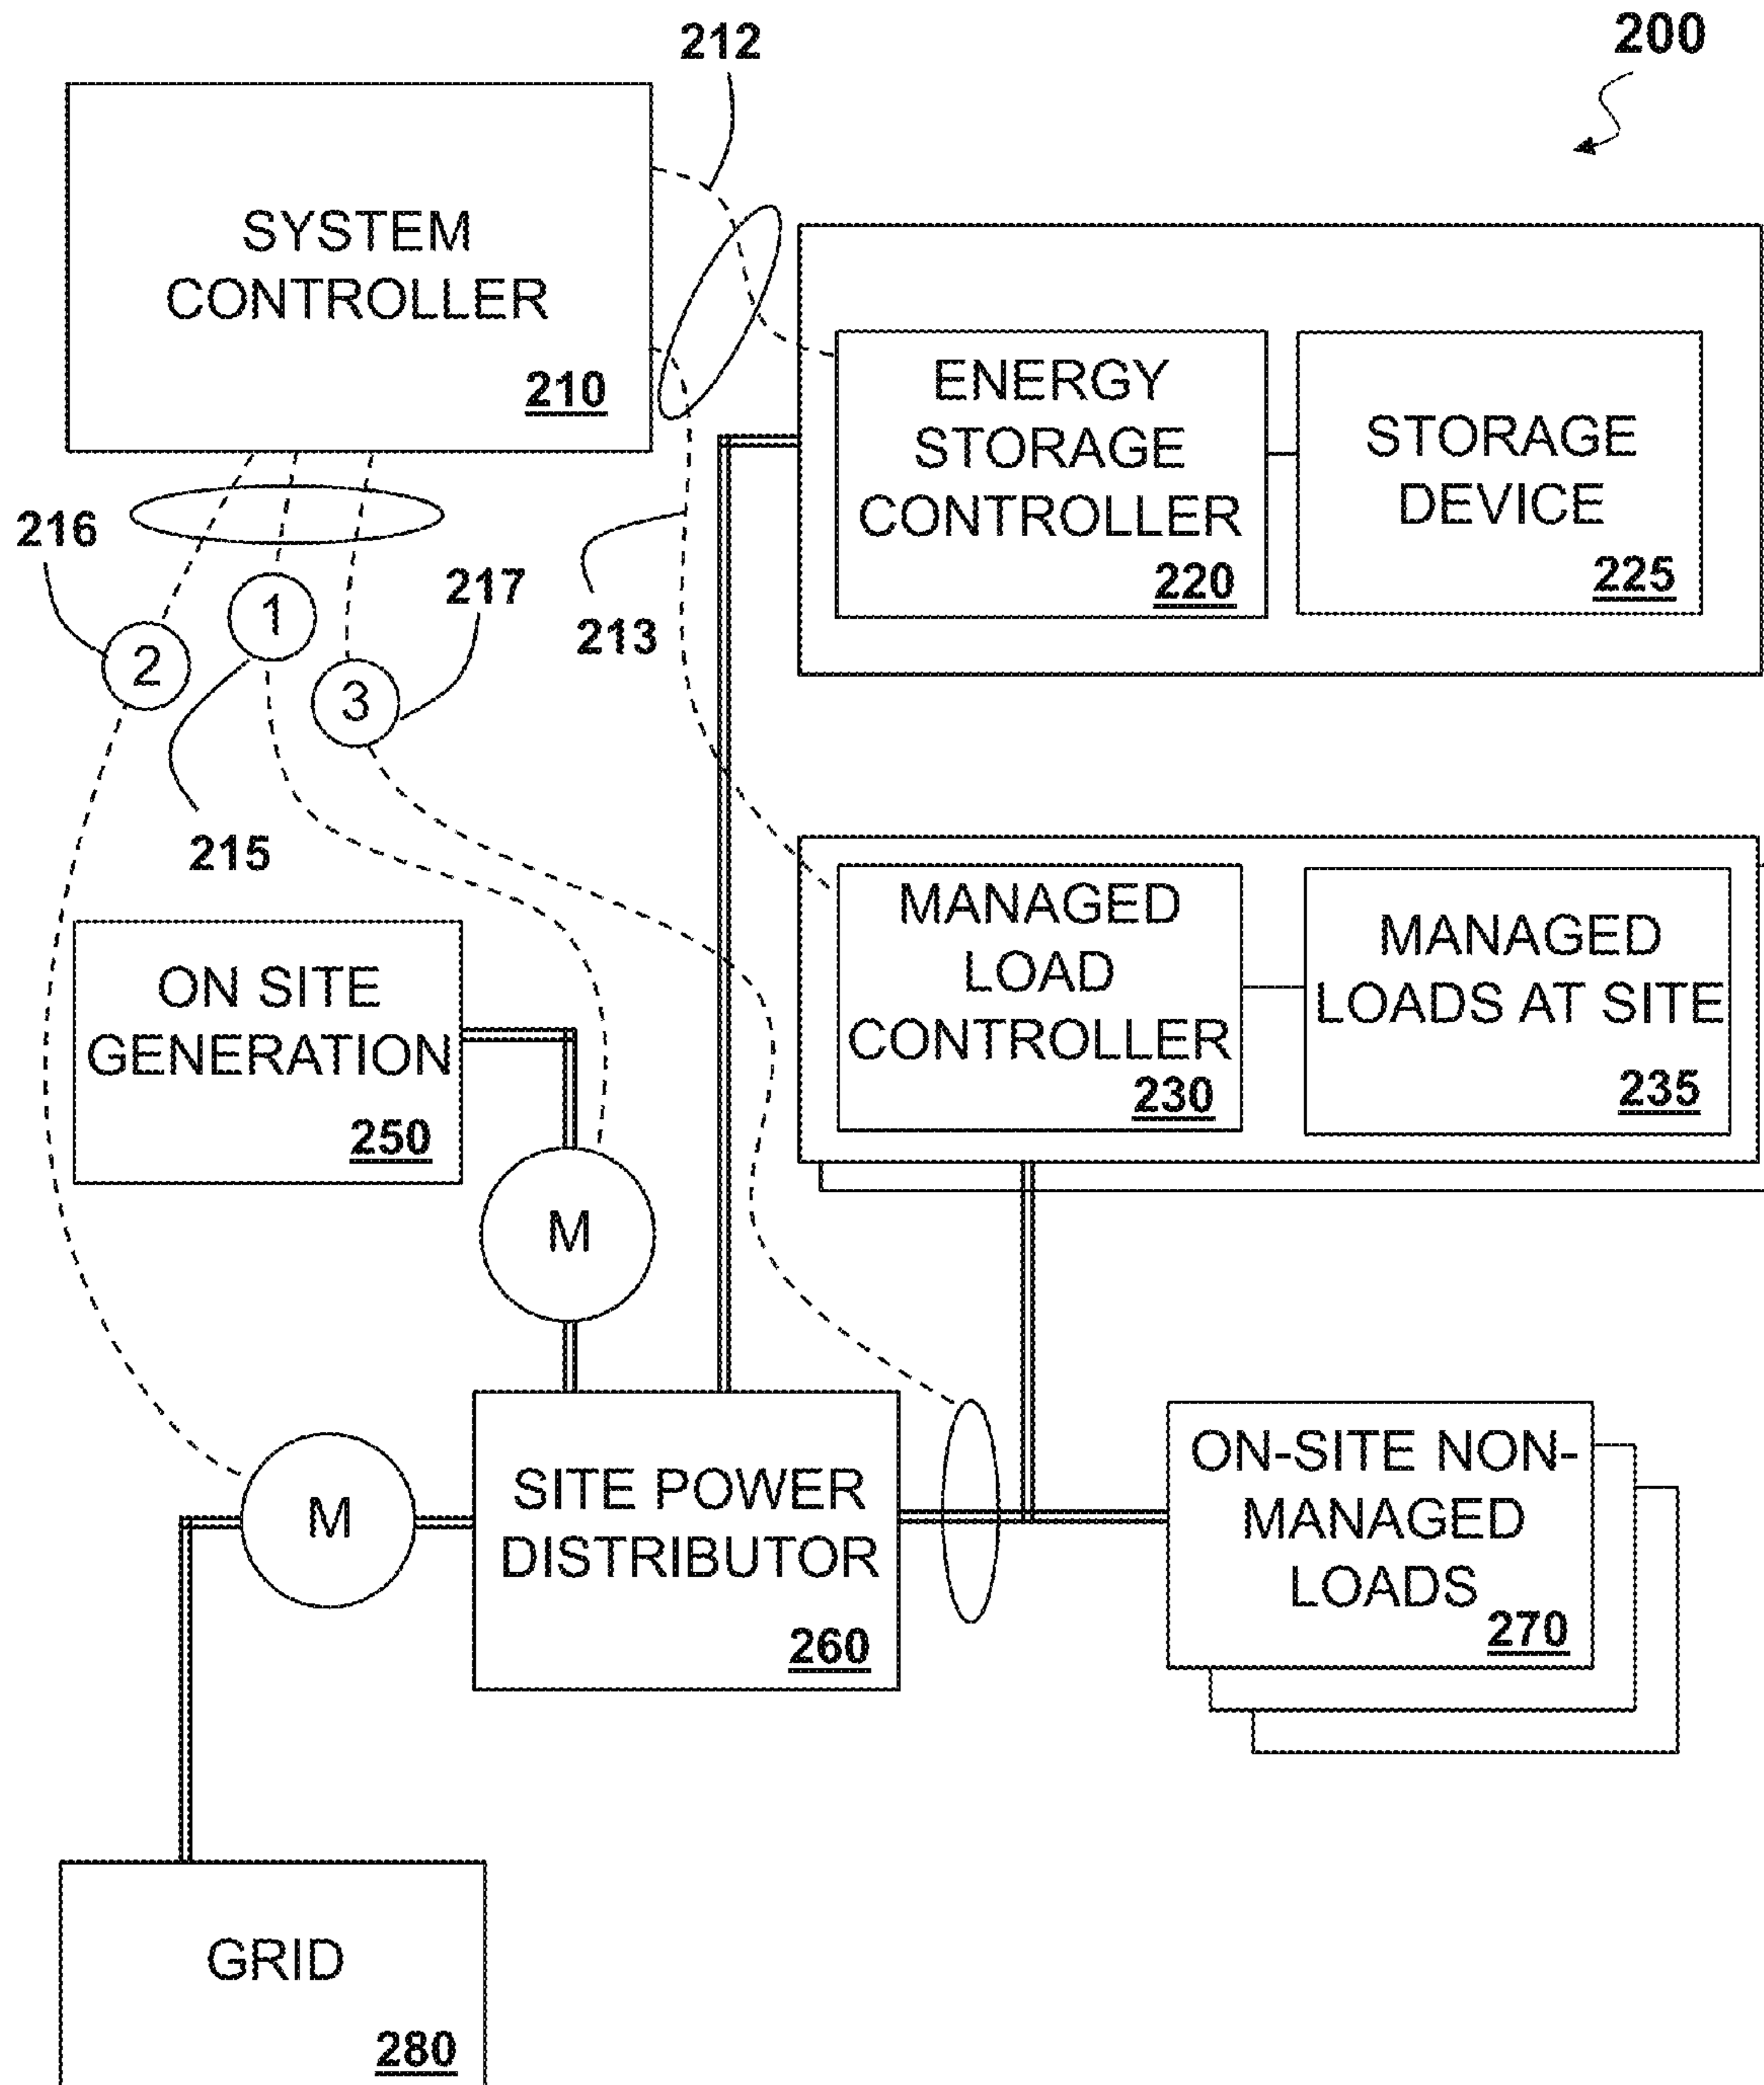 200
212
SYSTEM
CONTROLLER
210
ENERGY
STORAGE
CONTROLLER
220
STORAGE
DEVICE
225
216
1
217
2
213
3
215
MANAGED
LOAD
CONTROLLER
230
MANAGED
LOADS AT SITE
235
ON SITE
GENERATION
250
M
M
SITE POWER
DISTRIBUTOR
260
ON-SITE NON-
MANAGED
LOADS
270
GRID
280